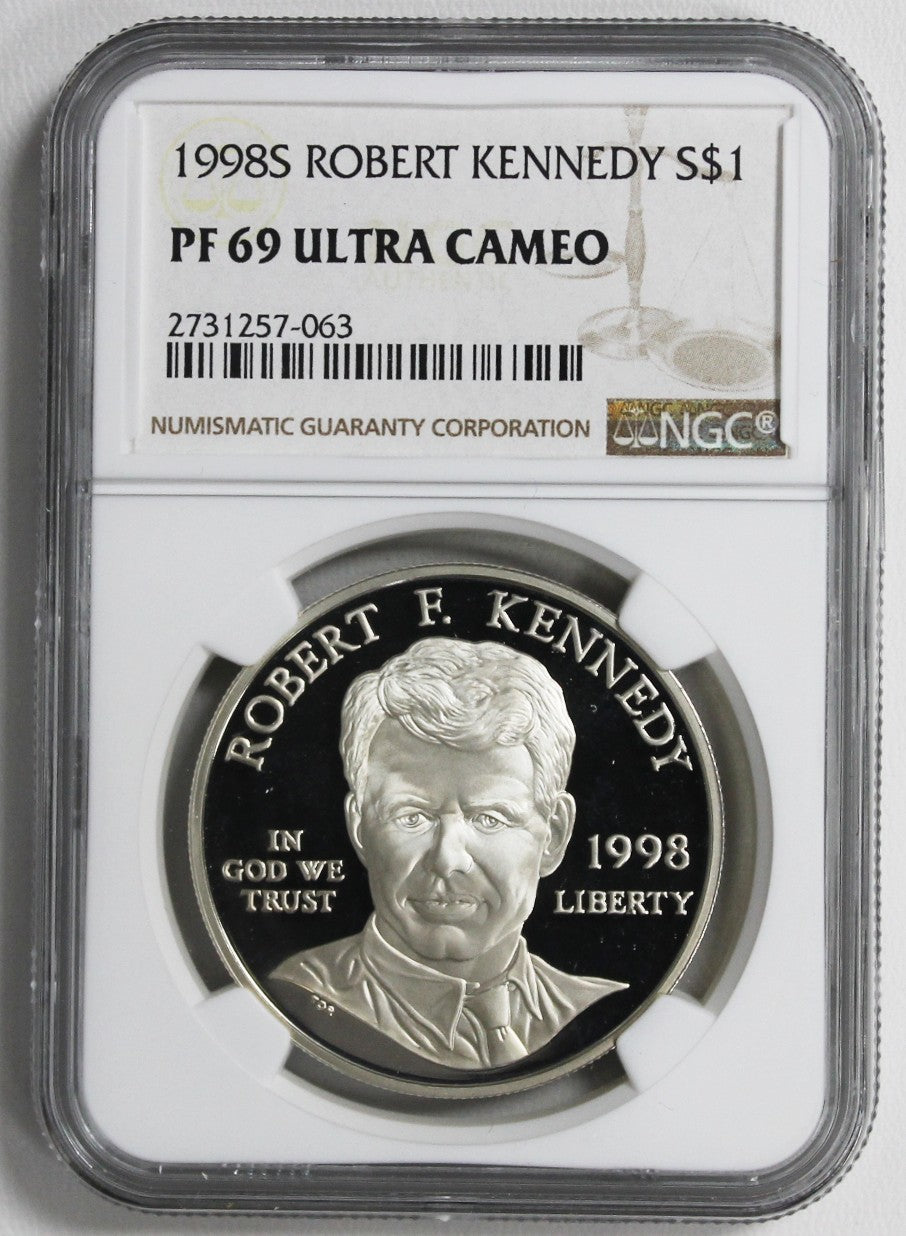 1998S ROBERT KENNEDY S$1
PF 69 ULTRA CAMEO
2731257-063
NUMISMATIC GUARANTY CORPORATION
NGC®
ROBERT F. KENNEDY
IN
GOD WE
TRUST
1998
LIBERTY